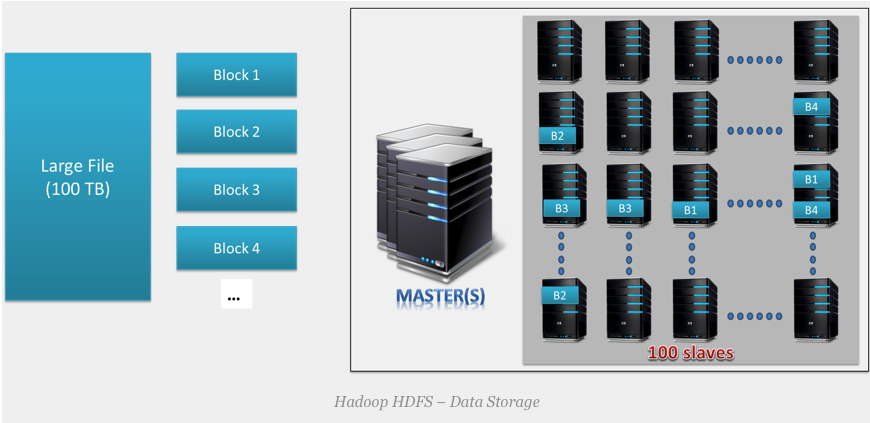 Large File
(100 TB)
Block 1
Block 2
Block 3
Block 4
...
MASTER(S)
B4
B2
B1
B3
B3
B1
B4
B2
100 slaves
Hadoop HDFS – Data Storage